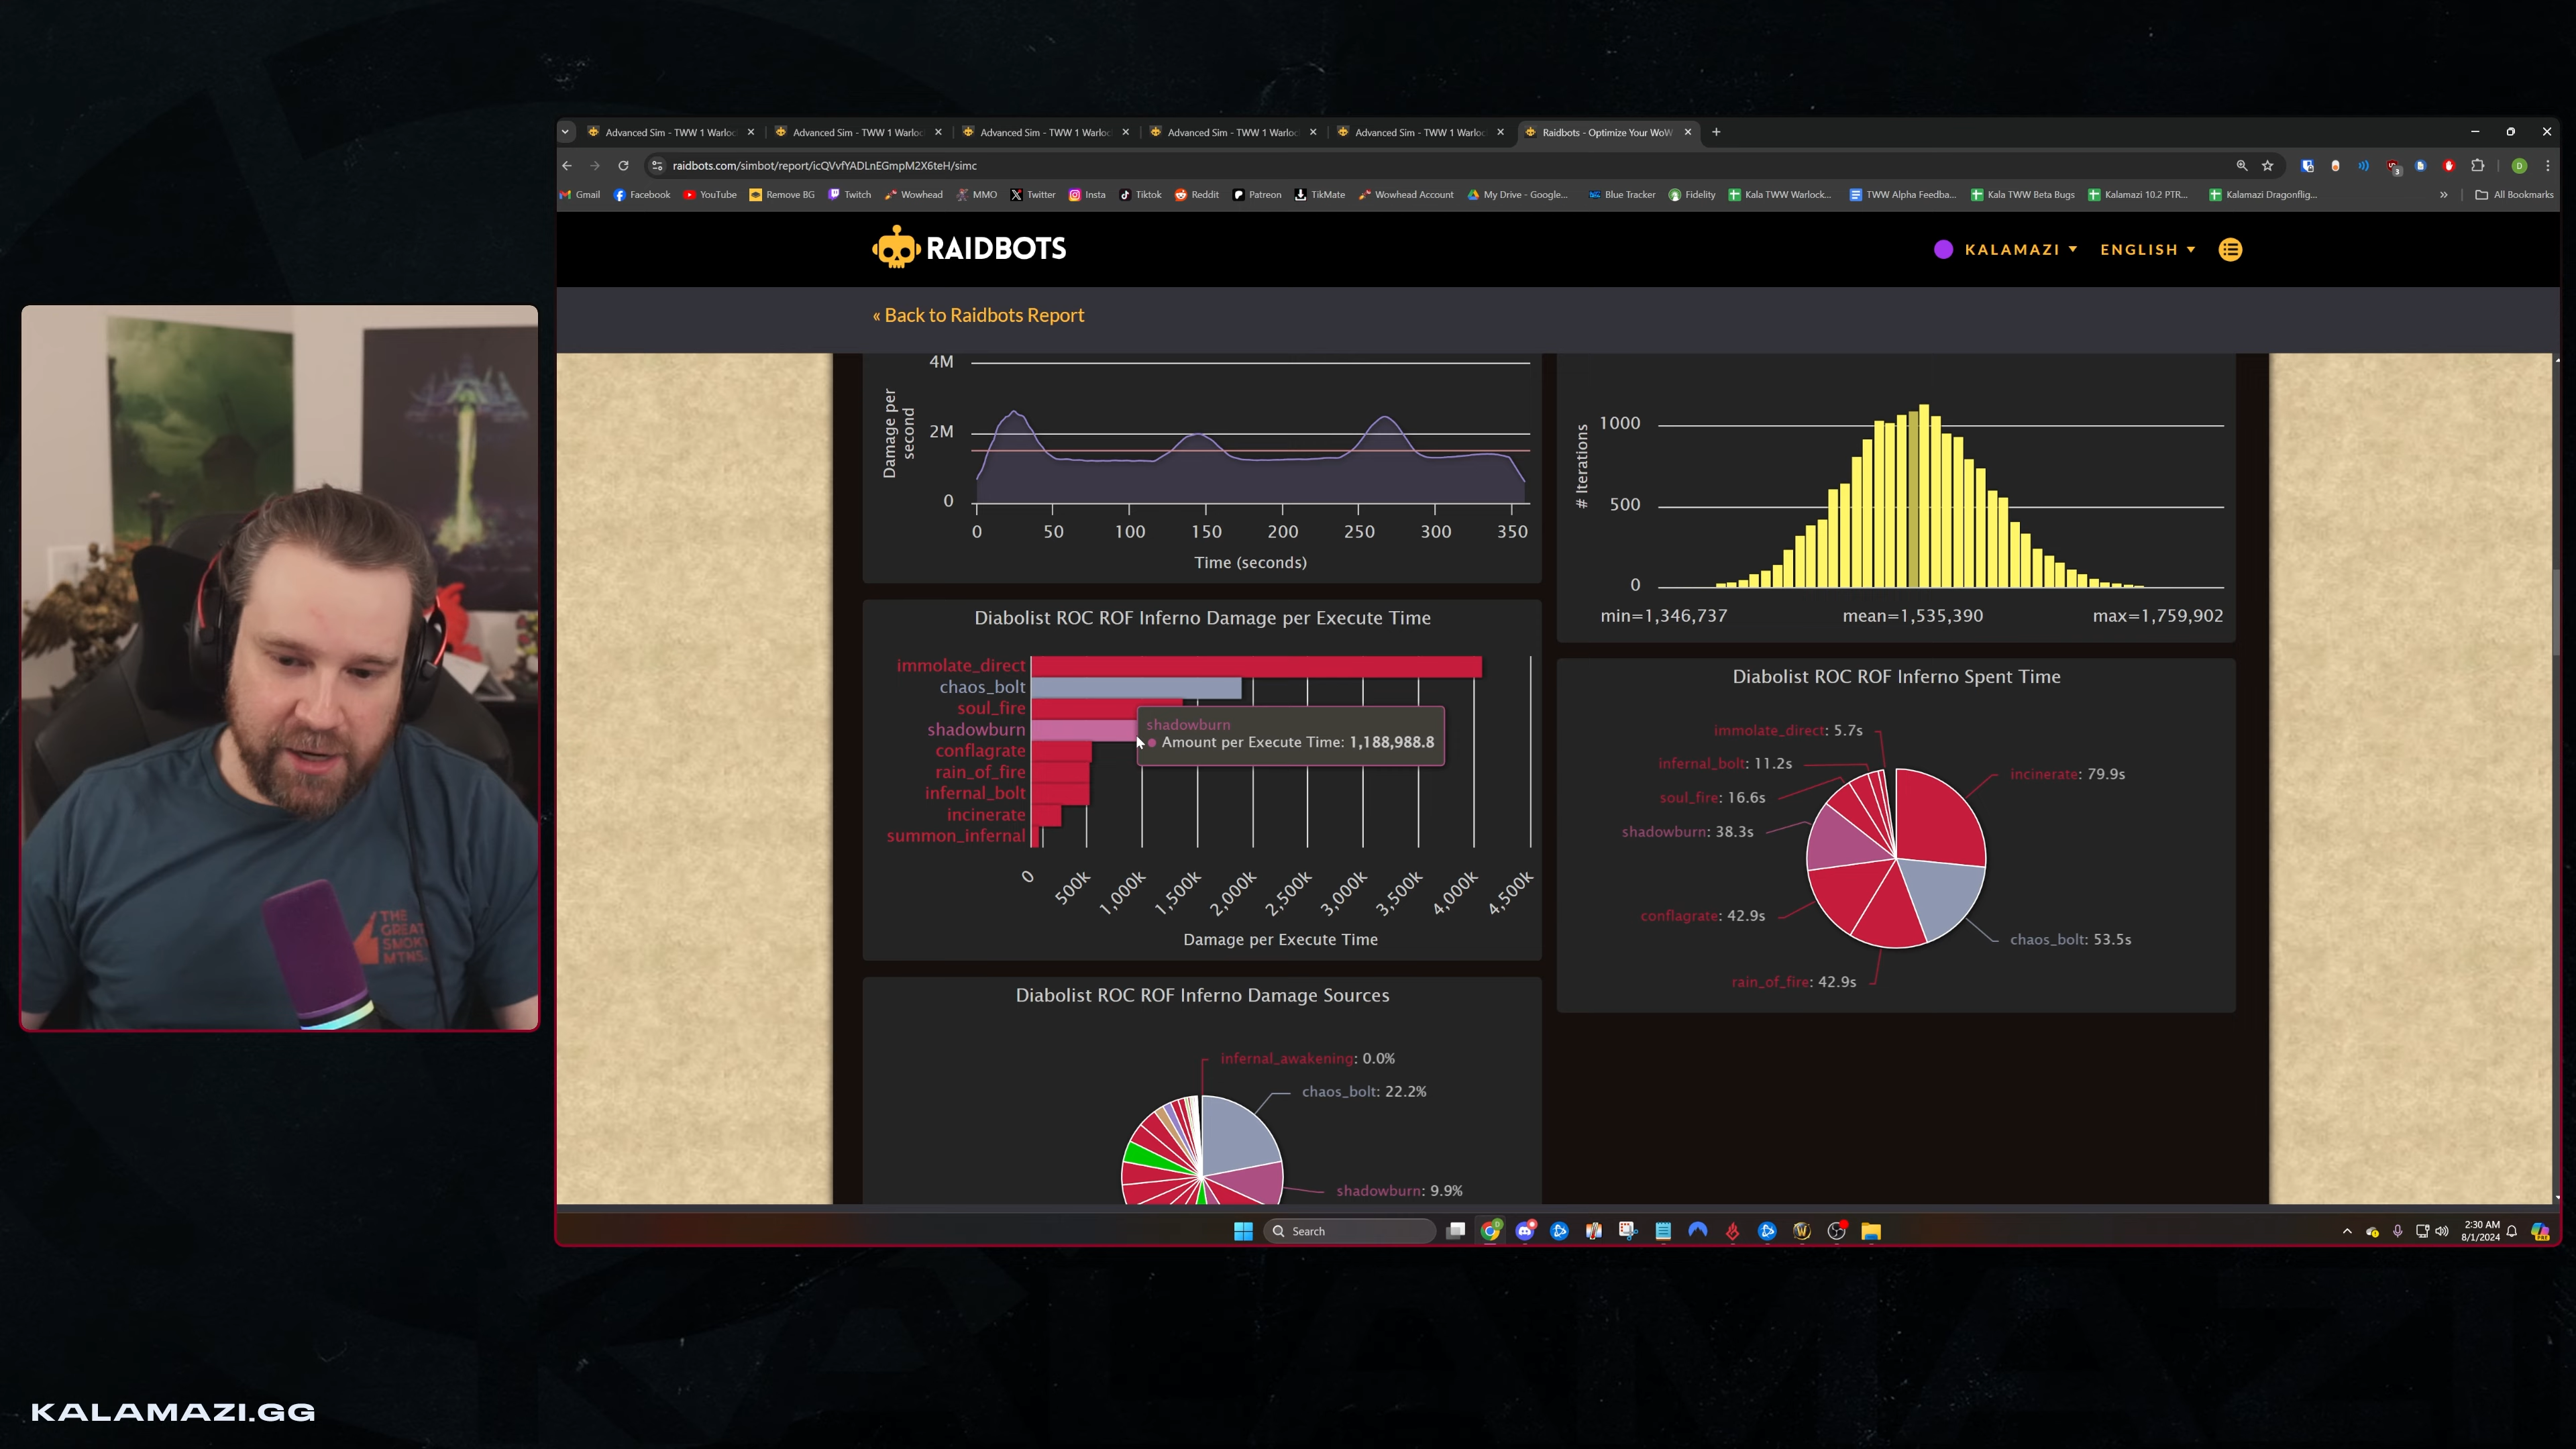 Advanced Sim - TWW 1 Warloc
Advanced Sim - TWW 1 Warloc
Advanced Sim - TWW 1 Warloc
Advanced Sim - TWW 1 Warloc
Advanced Sim - TWW 1 Warloc
Raidbots - Optimize Your WoW
raidbots.com/simbot/report/icQVvfYADLnEGmpM2X6teH/simc
Gmail
Facebook
YouTube
Remove BG
Twitch
Wowhead
MMO
Twitter
Insta
Tiktok
Reddit
Patreon
TikMate
Wowhead Account
My Drive - Google...
Blue Tracker
Fidelity
Kala TWW Warlock...
TWW Alpha Feedba...
Kala TWW Beta Bugs
Kalamazi 10.2 PTR...
Kalamazi Dragonflig...
All Bookmarks
RAIDBOTS
KALAMAZI
ENGLISH
« Back to Raidbots Report
Damage per
second
4M
2M
0
0 50 100 150 200 250 300 350
Time (seconds)
# Iterations
1000
500
0
min=1,346,737 mean=1,535,390 max=1,759,902
Diabolist ROC ROF Inferno Damage per Execute Time
immolate_direct
chaos_bolt
soul_fire
shadowburn
conflagrate
rain_of_fire
infernal_bolt
incinerate
summon_infernal
shadowburn
Amount per Execute Time: 1,188,988.8
0 500k 1,000k 1,500k 2,000k 2,500k 3,000k 3,500k 4,000k 4,500k
Damage per Execute Time
Diabolist ROC ROF Inferno Spent Time
immolate_direct: 5.7s
infernal_bolt: 11.2s
soul_fire: 16.6s
shadowburn: 38.3s
conflagrate: 42.9s
rain_of_fire: 42.9s
incinerate: 79.9s
chaos_bolt: 53.5s
Diabolist ROC ROF Inferno Damage Sources
infernal_awakening: 0.0%
chaos_bolt: 22.2%
shadowburn: 9.9%
THE
GREAT
SMOKY
MTNS.
Search
2:30 AM
8/1/2024
KALAMAZI.GG